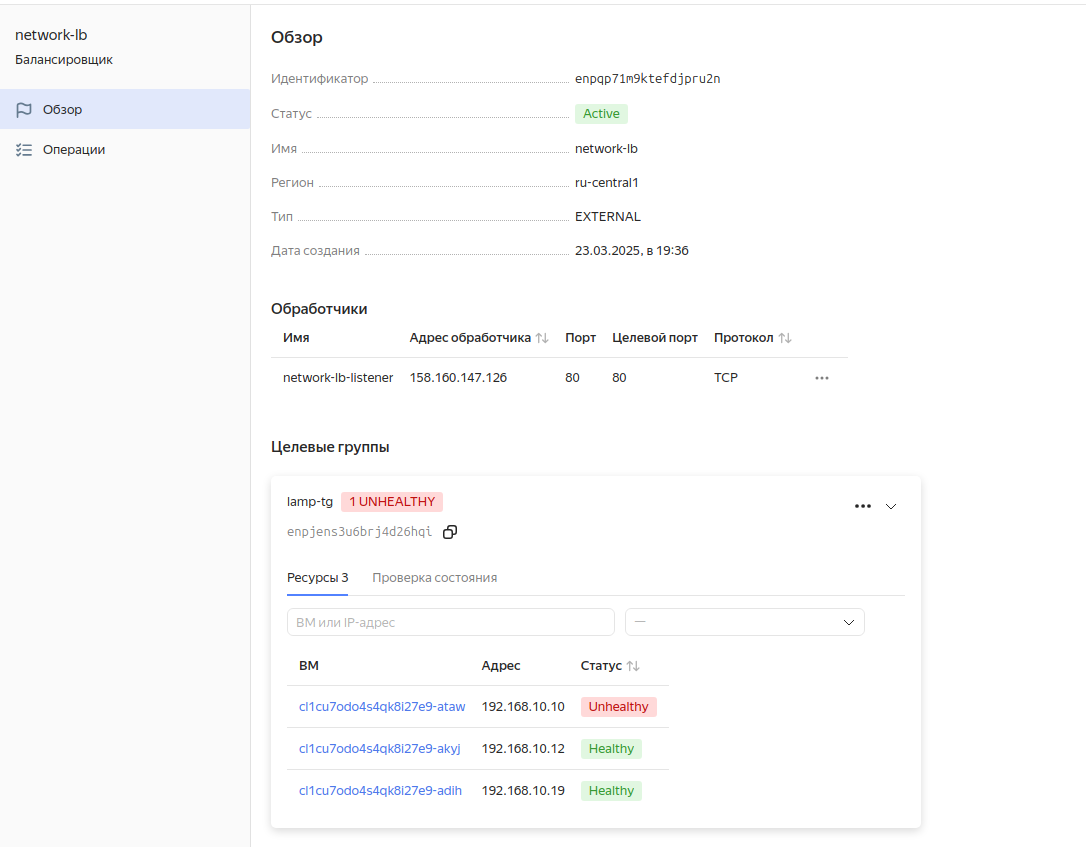 network-lb
Балансировщик
Обзор
Операции
Обзор
Идентификатор enpqp71m9ktefdjpru2n
Статус Active
Имя network-lb
Регион ru-central1
Тип EXTERNAL
Дата создания 23.03.2025, в 19:36
Обработчики
Имя Адрес обработчика Порт Целевой порт Протокол
network-lb-listener 158.160.147.126 80 80 TCP
Целевые группы
lamp-tg 1 UNHEALTHY
enpjens3u6brj4d26hqi
Ресурсы 3 Проверка состояния
ВМ или IP-адрес —
ВМ Адрес Статус
cl1cu7odo4s4qk8i27e9-ataw 192.168.10.10 Unhealthy
cl1cu7odo4s4qk8i27e9-akyj 192.168.10.12 Healthy
cl1cu7odo4s4qk8i27e9-adih 192.168.10.19 Healthy